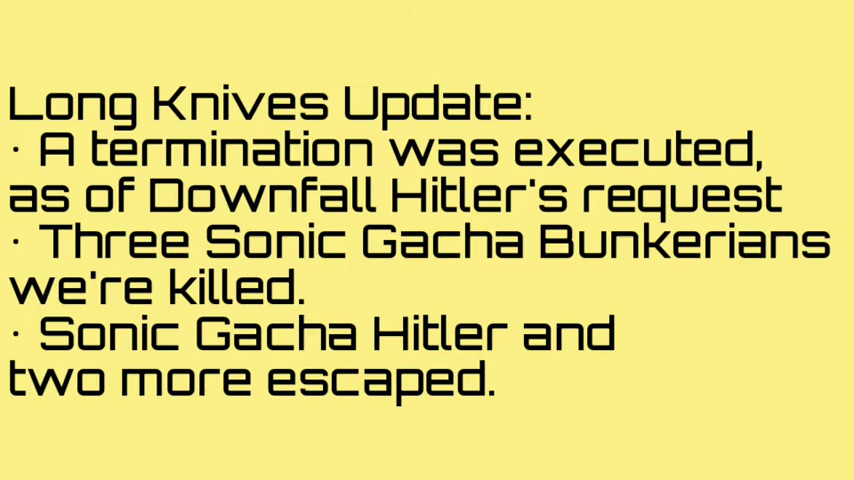 Long Knives Update:
· A termination was executed,
as of Downfall Hitler's request
· Three Sonic Gacha Bunkerians
we're killed.
· Sonic Gacha Hitler and
two more escaped.